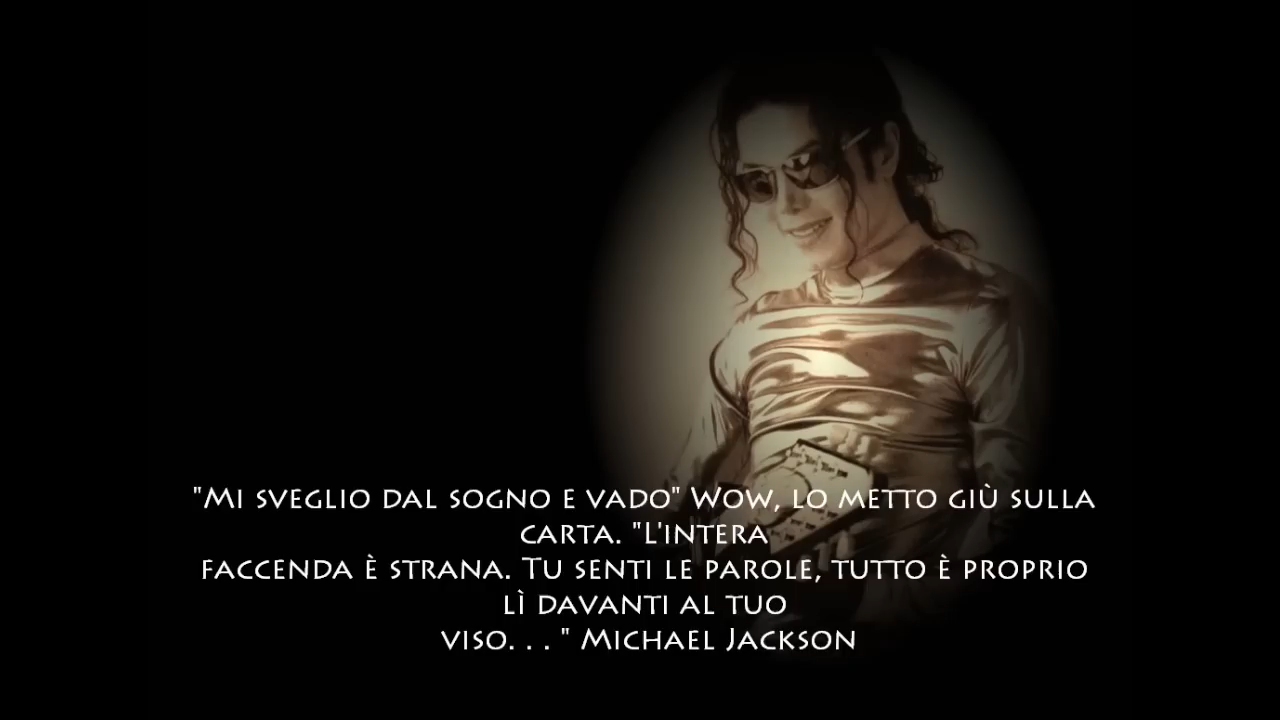 "Mi sveglio dal sogno e vado" Wow, lo metto giù sulla
carta. "L'intera
faccenda è strana. Tu senti le parole, tutto è proprio
lì davanti al tuo
viso. . . " Michael Jackson